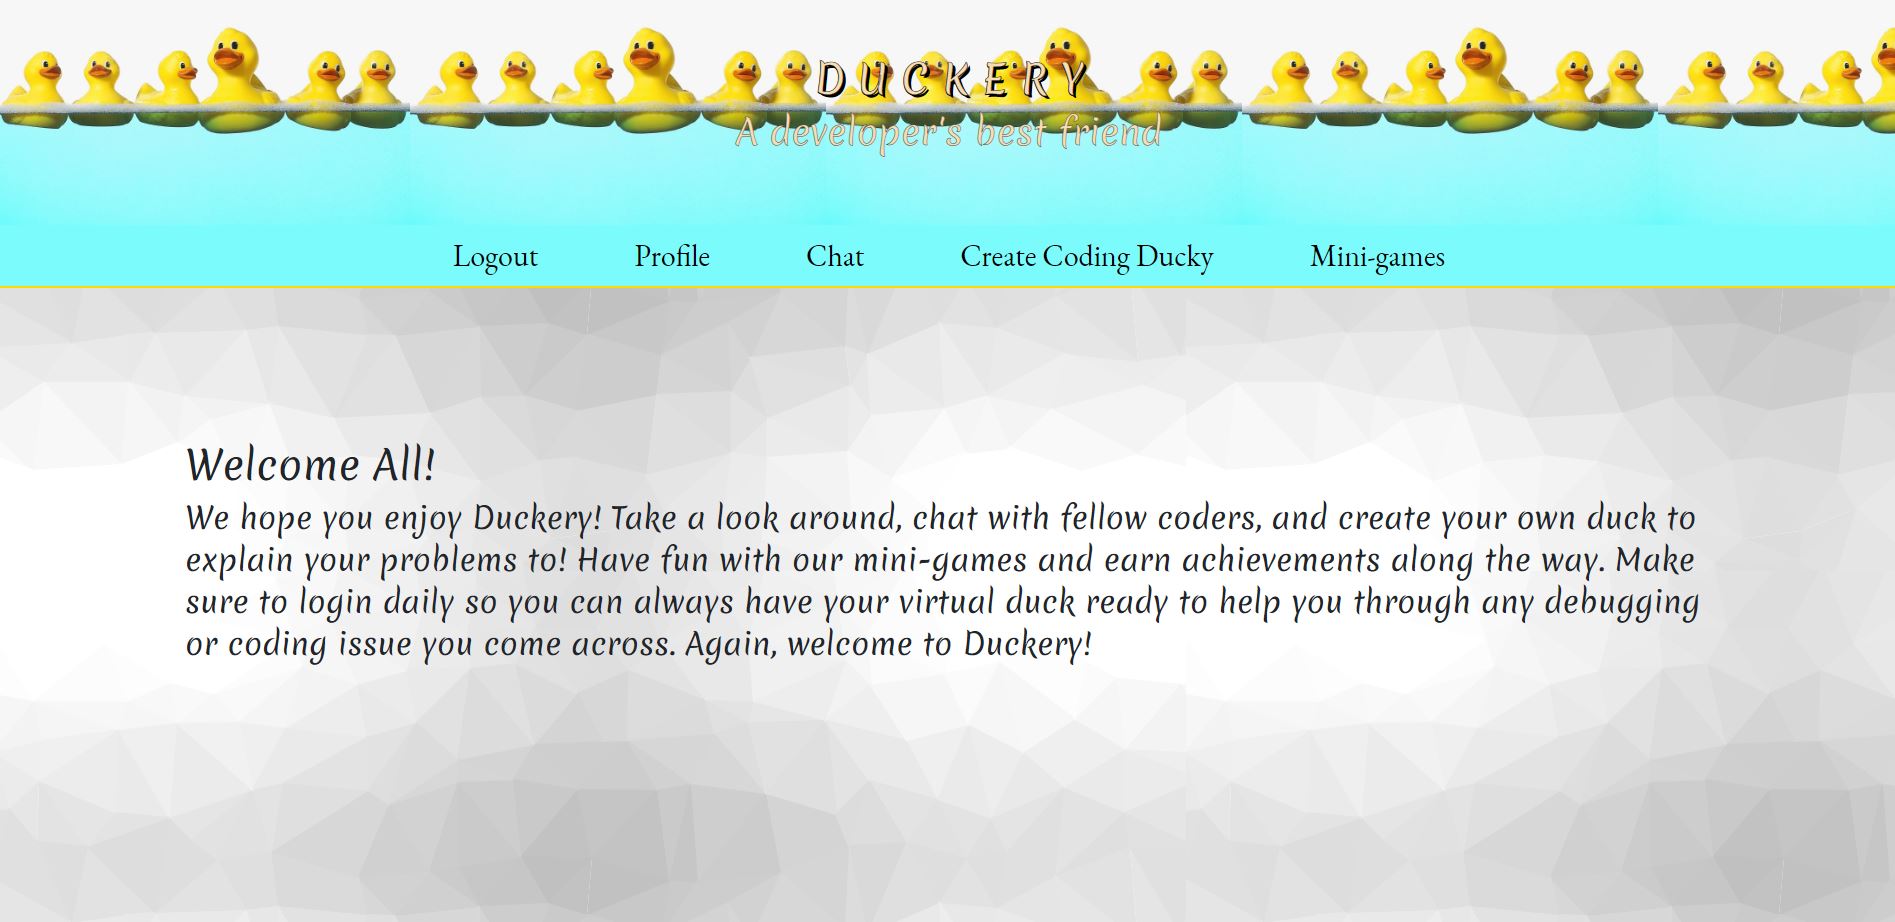 DUCKERY
A developer's best friend
Logout Profile Chat Create Coding Ducky Mini-games
Welcome All!
We hope you enjoy Duckery! Take a look around, chat with fellow coders, and create your own duck to
explain your problems to! Have fun with our mini-games and earn achievements along the way. Make
sure to login daily so you can always have your virtual duck ready to help you through any debugging
or coding issue you come across. Again, welcome to Duckery!